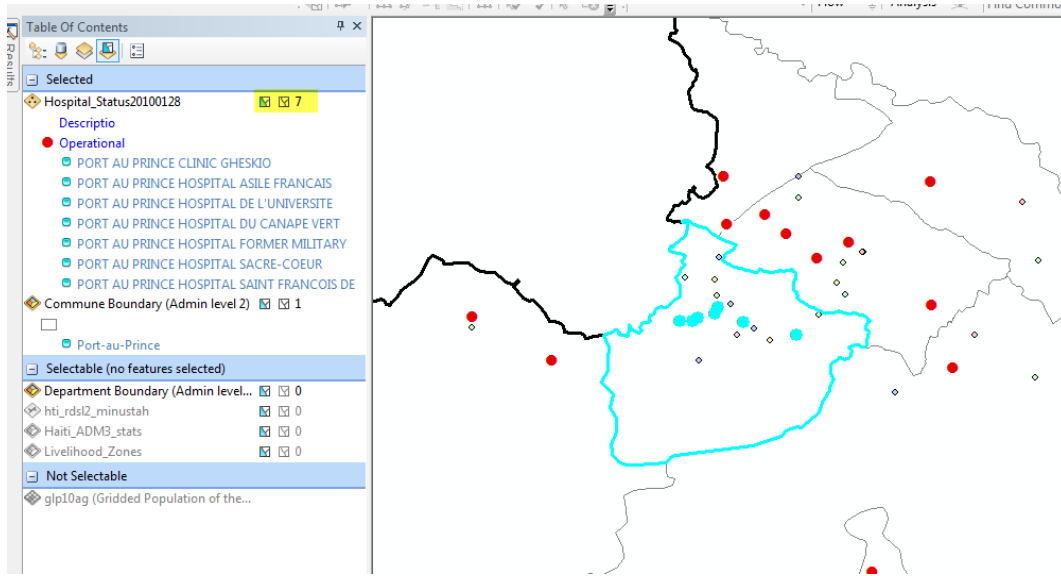 Flow
Analysis
Find Commo
Results
Table Of Contents
Selected
Hospital_Status20100128 7
Descriptio
Operational
PORT AU PRINCE CLINIC GHESKIO
PORT AU PRINCE HOSPITAL ASILE FRANCAIS
PORT AU PRINCE HOSPITAL DE L'UNIVERSITE
PORT AU PRINCE HOSPITAL DU CANAPE VERT
PORT AU PRINCE HOSPITAL FORMER MILITARY
PORT AU PRINCE HOSPITAL SACRE-COEUR
PORT AU PRINCE HOSPITAL SAINT FRANCOIS DE
Commune Boundary (Admin level 2) 1
Port-au-Prince
Selectable (no features selected)
Department Boundary (Admin level... 0
hti_rdsl2_minustah 0
Haiti_ADM3_stats 0
Livelihood_Zones 0
Not Selectable
glp10ag (Gridded Population of the...